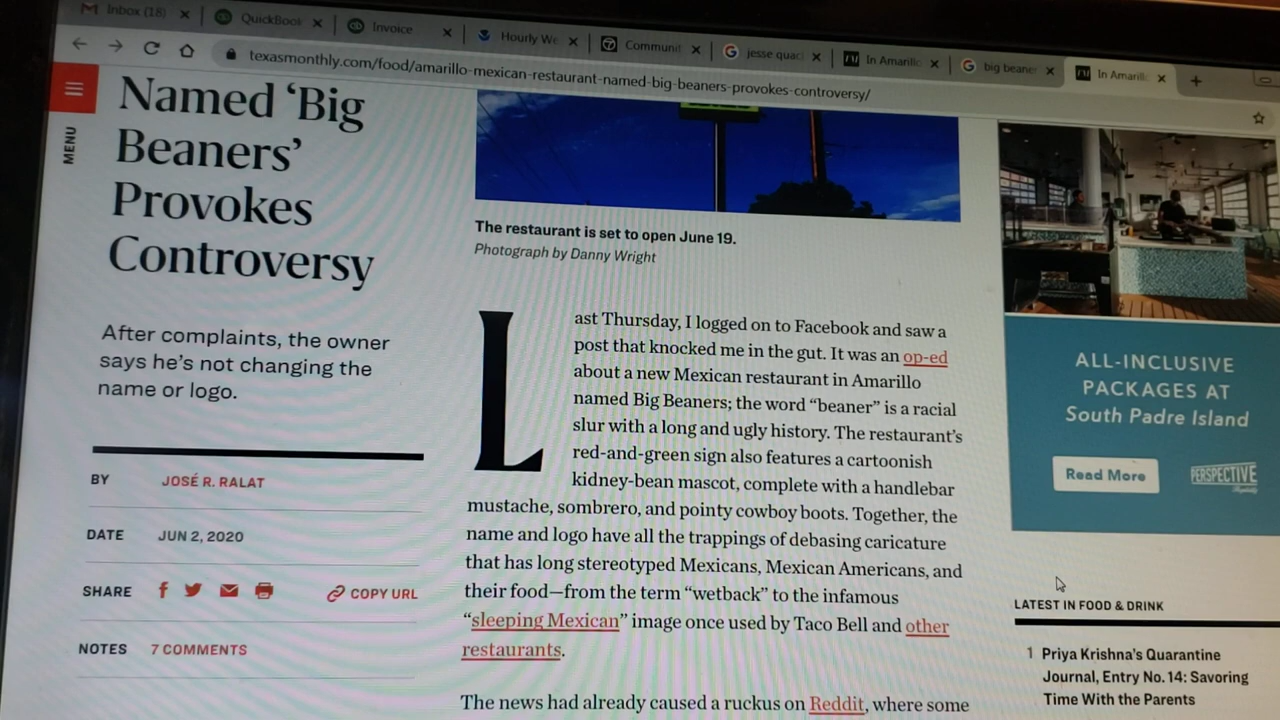 Inbox (18)
QuickBook
Invoice
Hourly We
Communit
jesse quac
In Amarillo
big beaner
In Amarill
texasmonthly.com/food/amarillo-mexican-restaurant-named-big-beaners-provokes-controversy/
MENU
Named ‘Big
Beaners’
Provokes
Controversy
After complaints, the owner
says he’s not changing the
name or logo.
BY JOSÉ R. RALAT
DATE JUN 2, 2020
SHARE COPY URL
NOTES 7 COMMENTS
The restaurant is set to open June 19.
Photograph by Danny Wright
Last Thursday, I logged on to Facebook and saw a
post that knocked me in the gut. It was an op-ed
about a new Mexican restaurant in Amarillo
named Big Beaners; the word “beaner” is a racial
slur with a long and ugly history. The restaurant’s
red-and-green sign also features a cartoonish
kidney-bean mascot, complete with a handlebar
mustache, sombrero, and pointy cowboy boots. Together, the
name and logo have all the trappings of debasing caricature
that has long stereotyped Mexicans, Mexican Americans, and
their food—from the term “wetback” to the infamous
“sleeping Mexican” image once used by Taco Bell and other
restaurants.
The news had already caused a ruckus on Reddit, where some
ALL-INCLUSIVE
PACKAGES AT
South Padre Island
Read More
PERSPECTIVE
LATEST IN FOOD & DRINK
1 Priya Krishna’s Quarantine
Journal, Entry No. 14: Savoring
Time With the Parents